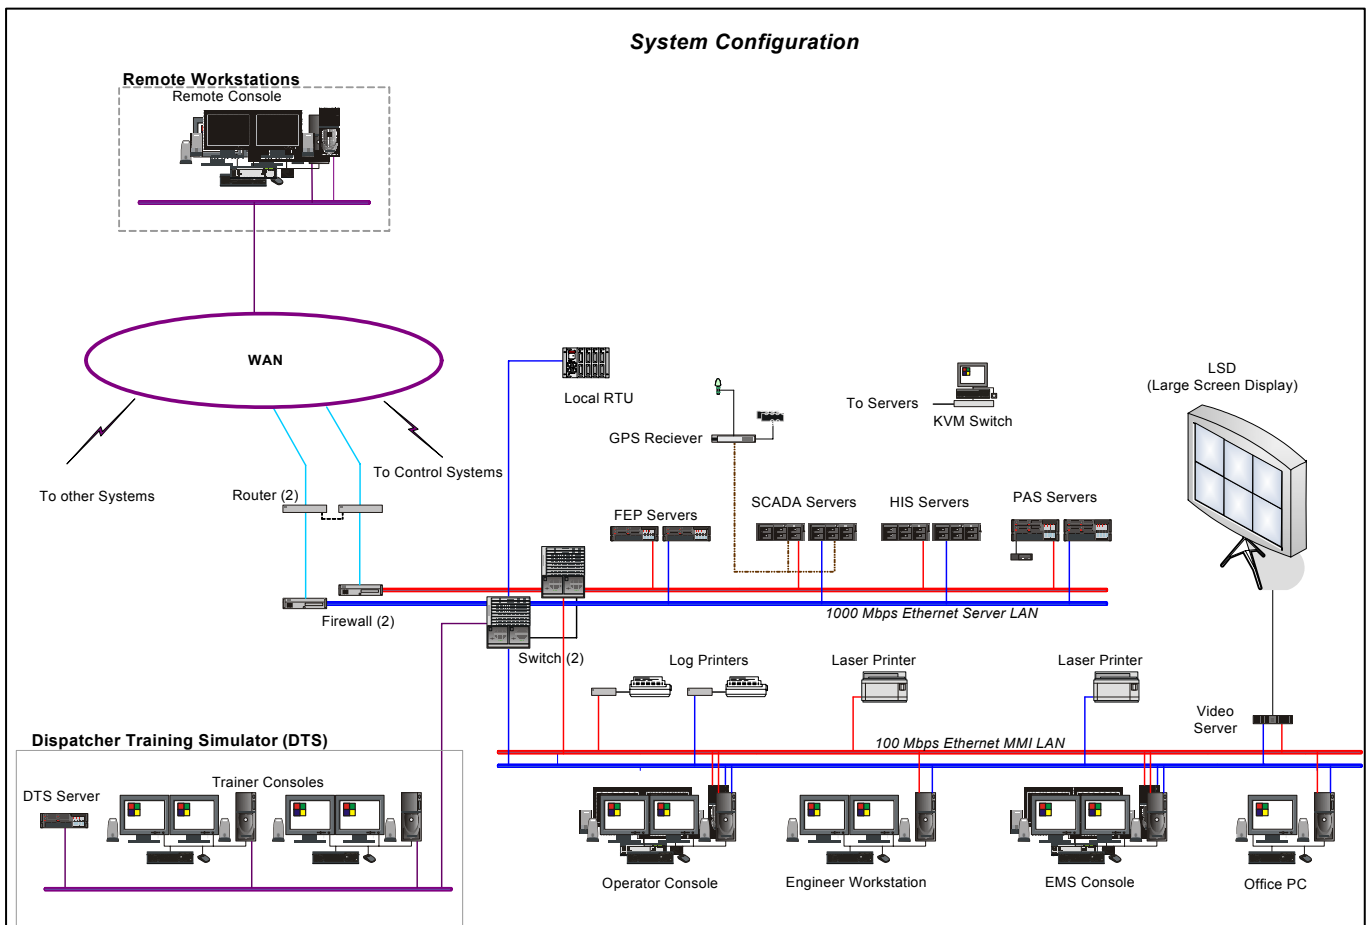 System Configuration
Remote Workstations
Remote Console
WAN
LSD
(Large Screen Display)
Local RTU
To Servers
KVM Switch
GPS Reciever
To Control Systems
To other Systems
Router (2)
FEP Servers
SCADA Servers
HIS Servers
PAS Servers
1000 Mbps Ethernet Server LAN
Firewall (2)
Switch (2)
Log Printers
Laser Printer
Laser Printer
Video
Server
100 Mbps Ethernet MMI LAN
Dispatcher Training Simulator (DTS)
Trainer Consoles
DTS Server
Operator Console
Engineer Workstation
EMS Console
Office PC